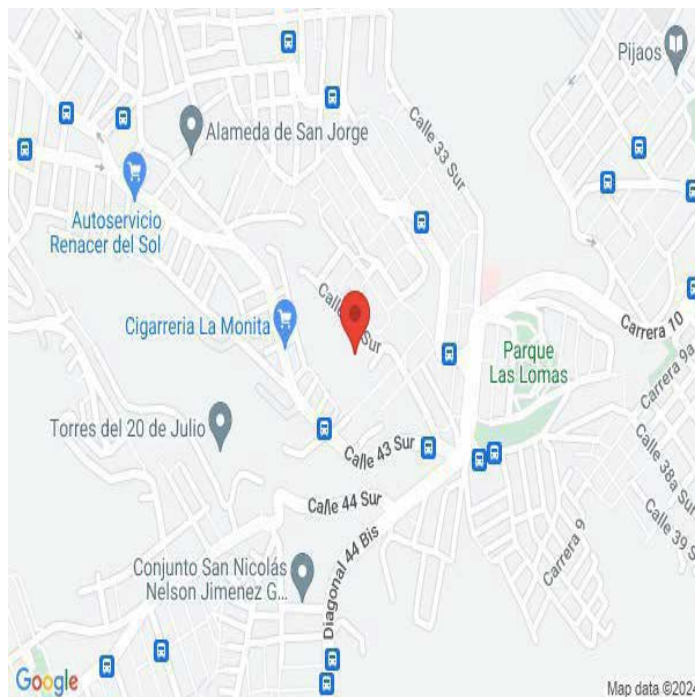 Pijaos
Alameda de San Jorge
Calle 33 Sur
Autoservicio
Renacer del Sol
Cigarreria La Monita
Calle
Sur
Carrera 10
Parque
Las Lomas
Carrera 9a
Torres del 20 de Julio
Calle 43 Sur
Calle 38a Sur
Calle 39 S
Calle 44 Sur
Carrera 9
Diagonal 44 Bis
Conjunto San Nicolás
Nelson Jimenez G...
Google
Map data ©2024